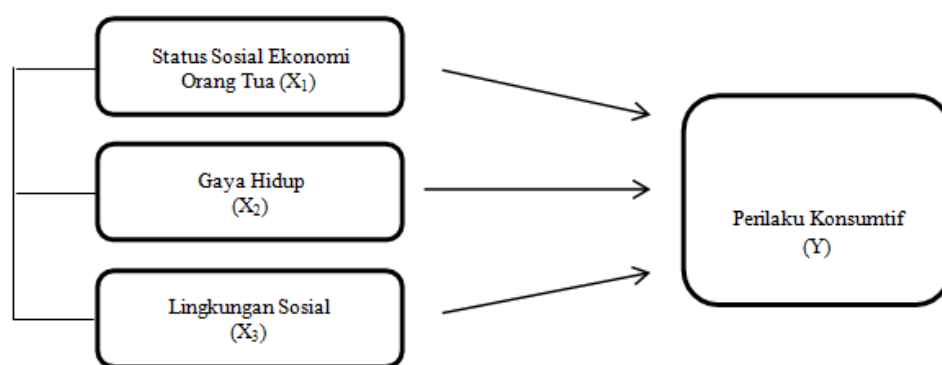 Status Sosial Ekonomi
Orang Tua (X₁)
Gaya Hidup
(X₂)
Lingkungan Sosial
(X₃)
Perilaku Konsumtif
(Y)